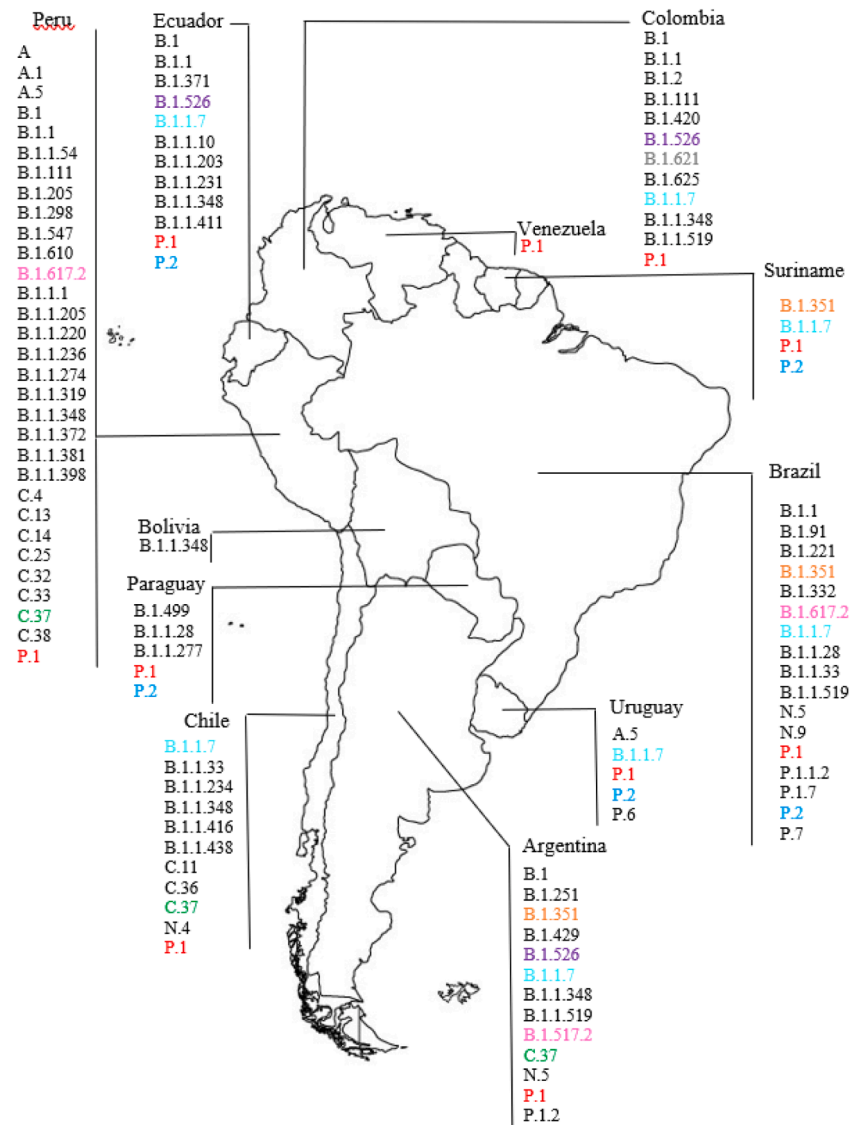 Peru
A
A.1
A.5
B.1
B.1.1
B.1.1.54
B.1.111
B.1.205
B.1.298
B.1.547
B.1.610
B.1.617.2
B.1.1.1
B.1.1.205
B.1.1.220
B.1.1.236
B.1.1.274
B.1.1.319
B.1.1.348
B.1.1.372
B.1.1.381
B.1.1.398
C.4
C.13
C.14
C.25
C.32
C.33
C.37
C.38
P.1
Ecuador
B.1
B.1.1
B.1.371
B.1.526
B.1.1.7
B.1.1.10
B.1.1.203
B.1.1.231
B.1.1.348
B.1.1.411
P.1
P.2
Colombia
B.1
B.1.1
B.1.2
B.1.111
B.1.420
B.1.526
B.1.621
B.1.625
B.1.1.7
B.1.1.348
B.1.1.519
P.1
Venezuela
P.1
Suriname
B.1.351
B.1.1.7
P.1
P.2
Brazil
B.1.1
B.1.91
B.1.221
B.1.351
B.1.332
B.1.617.2
B.1.1.7
B.1.1.28
B.1.1.33
B.1.1.519
N.5
N.9
P.1
P.1.1.2
P.1.7
P.2
P.7
Bolivia
B.1.1.348
Paraguay
B.1.499
B.1.1.28
B.1.1.277
P.1
P.2
Chile
B.1.1.7
B.1.1.33
B.1.1.234
B.1.1.348
B.1.1.416
B.1.1.438
C.11
C.36
C.37
N.4
P.1
Uruguay
A.5
B.1.1.7
P.1
P.2
P.6
Argentina
B.1
B.1.251
B.1.351
B.1.429
B.1.526
B.1.1.7
B.1.1.348
B.1.1.519
B.1.517.2
C.37
N.5
P.1
P.1.2